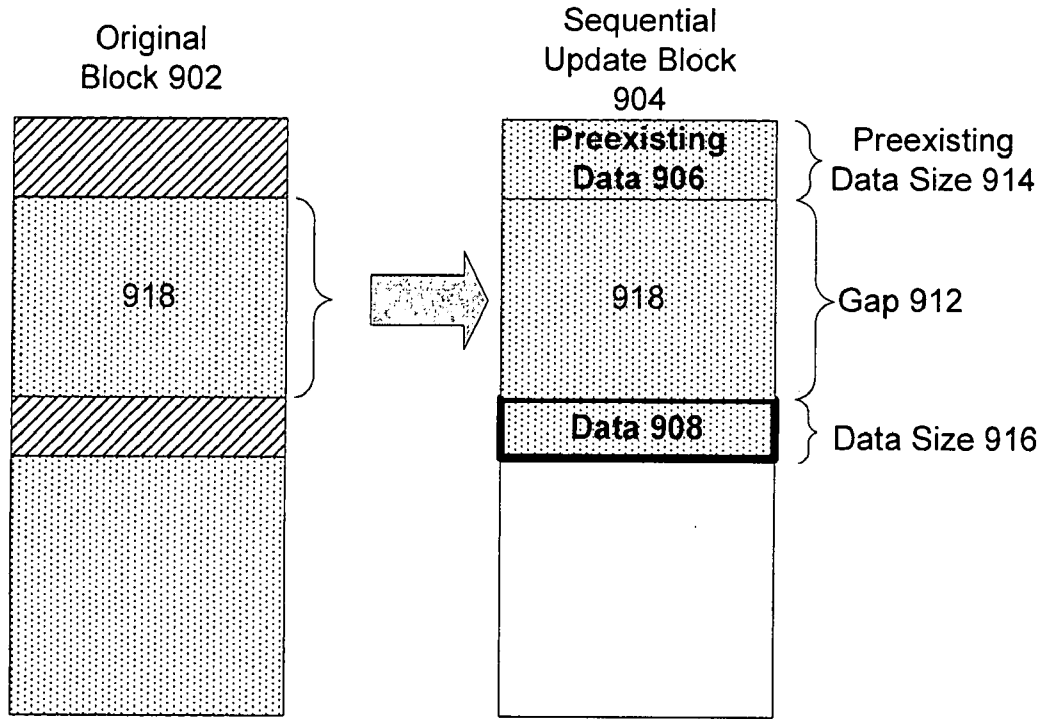 Original
Block 902
Sequential
Update Block
904
Preexisting
Data 906
Preexisting
Data Size 914
918
918
Gap 912
Data 908
Data Size 916